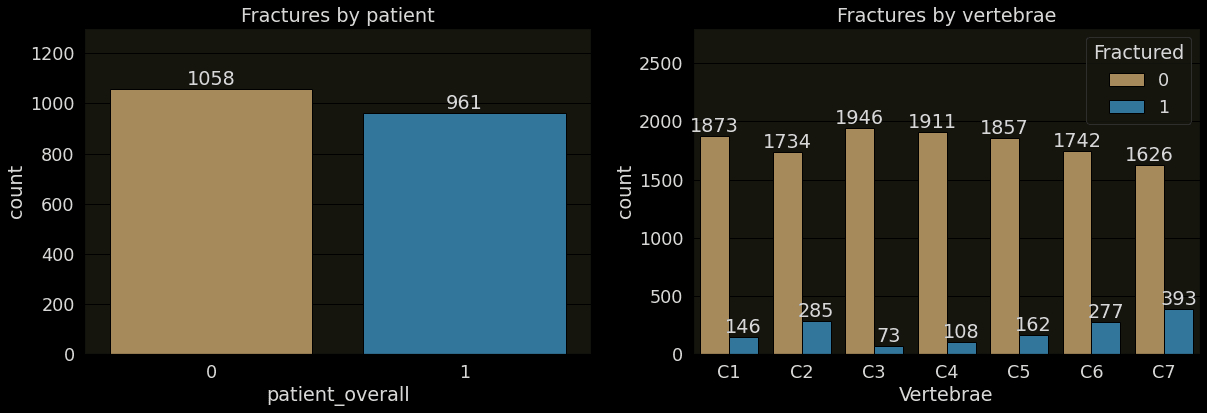 Fractures by patient
1200
1000
800
600
400
200
0
count
1058
961
0 1
patient_overall
Fractures by vertebrae
2500
2000
1500
1000
500
0
count
Fractured
0
1
1873 1734 1946 1911 1857 1742 1626
146 285 73 108 162 277 393
C1 C2 C3 C4 C5 C6 C7
Vertebrae